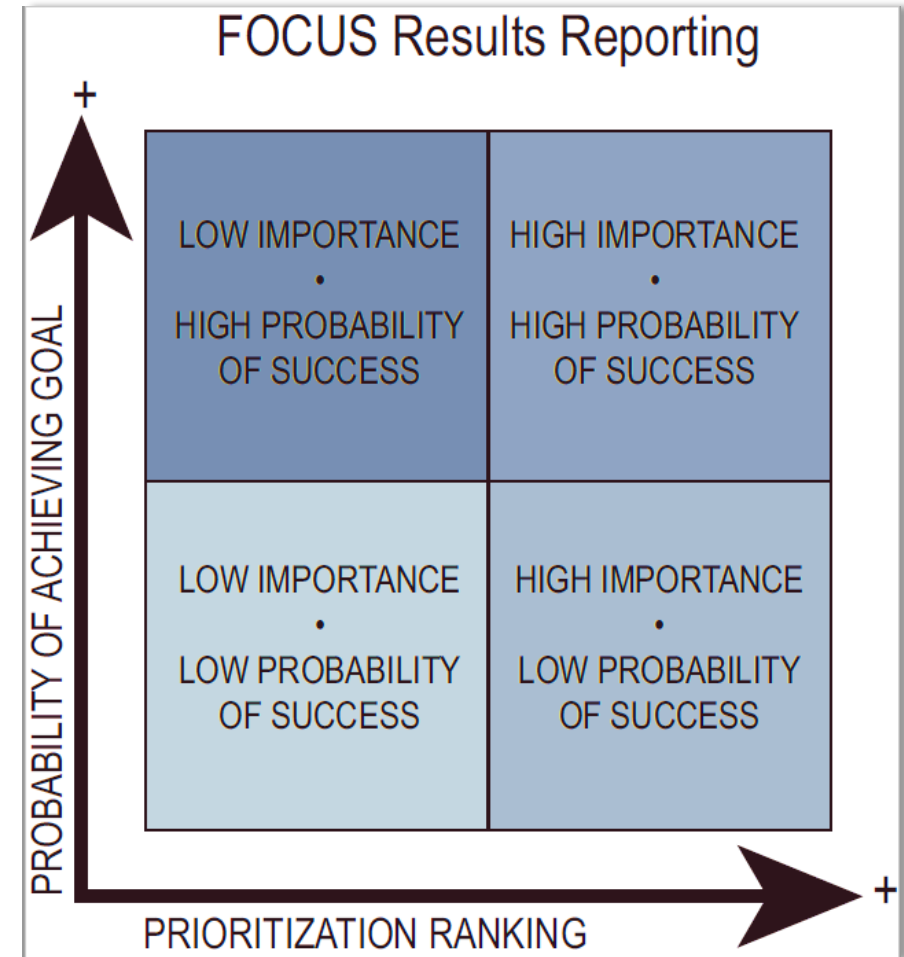 FOCUS Results Reporting
+
PROBABILITY OF ACHIEVING GOAL
LOW IMPORTANCE
•
HIGH PROBABILITY
OF SUCCESS
HIGH IMPORTANCE
•
HIGH PROBABILITY
OF SUCCESS
LOW IMPORTANCE
•
LOW PROBABILITY
OF SUCCESS
HIGH IMPORTANCE
•
LOW PROBABILITY
OF SUCCESS
+
PRIORITIZATION RANKING